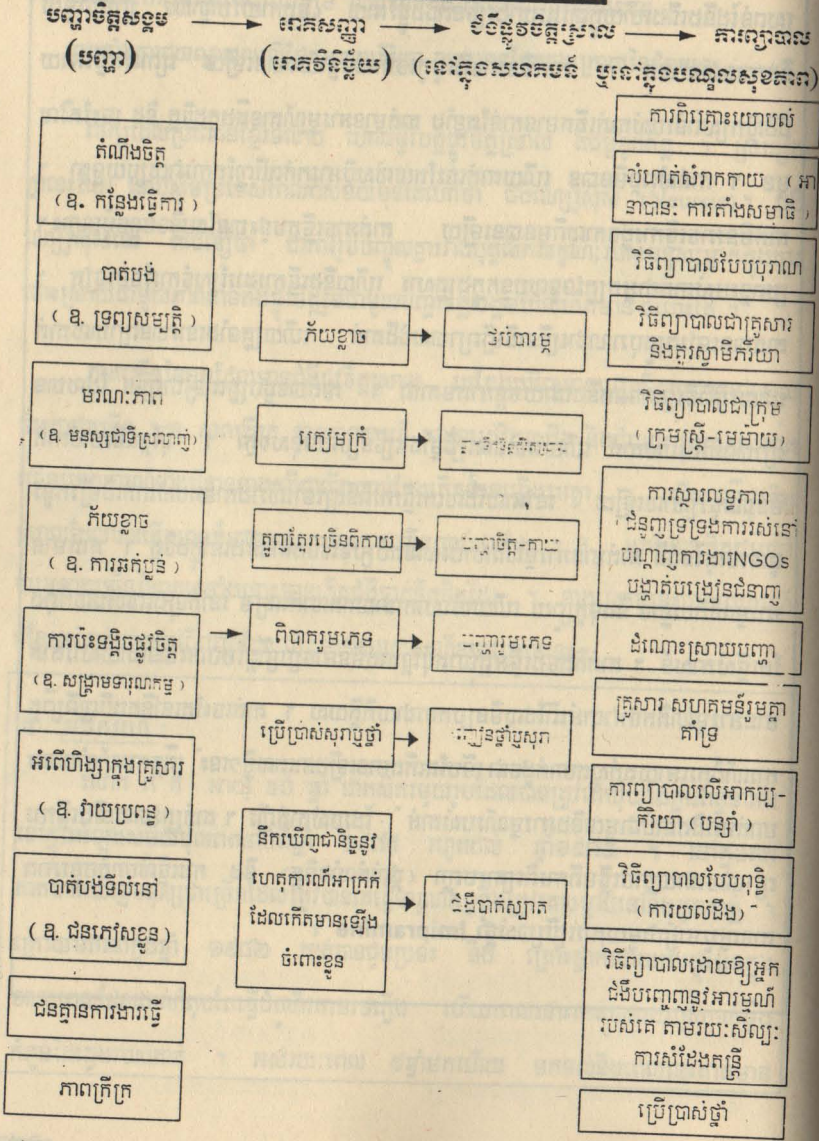 បញ្ហាចិត្តសង្គម → រោគសញ្ញា → ជំងឺផ្លូវចិត្តស្រាល → ការព្យាបាល
(បញ្ហា) (រោគវិនិច្ឆ័យ) (នៅក្នុងសហគមន៍ ឬនៅក្នុងបណ្ឌលសុខភាព)
តំណឹងចិត្ត
(ឧ. កន្លែងធ្វើការ)
បាត់បង់
(ឧ. ទ្រព្យសម្បត្តិ)
មរណៈភាព
(ឧ មនុស្សជាទីស្រលាញ់)
ភ័យខ្លាច
(ឧ. ការឆក់ប្លន់)
ការប៉ះទង្គិចផ្លូវចិត្ត
(ឧ. សង្គ្រាមទារុណកម្ម)
អំពើហិង្សាក្នុងគ្រួសារ
(ឧ. វាយប្រពន្ធ)
បាត់បង់ទីលំនៅ
(ឧ. ជនភៀសខ្លួន)
ជនគ្មានការងារធ្វើ
ភាពក្រីក្រ
ភ័យខ្លាច
ក្រៀមក្រំ
តួញត្អែរច្រើនពីកាយ
ពិបាករួមភេទ
ប្រើប្រាស់សុរាឬថ្នាំ
នឹកឃើញជានិច្ចនូវ
ហេតុការណ៍អាក្រក់
ដែលកើតមានឡើង
ចំពោះខ្លួន
ជំងឺបារម្ភ
បញ្ហាចិត្ត-កាយ
បញ្ហារួមភេទ
ញៀនថ្នាំឬសុរា
ជំងឺបាក់ស្បាត
ការពិគ្រោះយោបល់
លំហាត់សំរាកកាយ (អា
នាបានៈ ការតាំងសមាធិ)
វិធីព្យាបាលបែបបុរាណ
វិធីព្យាបាលជាគ្រួសារ
និងគូរស្វាមីភរិយា
វិធីព្យាបាលជាក្រុម
(ក្រុមស្ត្រី-មេម៉ាយ)
ការស្តារលទ្ធភាព
ជំនួញទ្រទ្រង់ការរស់នៅ
បណ្តាញការងារNGOs
បង្ហាត់បង្រៀនជំនាញ
ដំណោះស្រាយបញ្ហា
គ្រួសារ សហគមន៍រួមគ្នា
គាំទ្រ
ការព្យាបាលលើអាកប្ប-
កិរិយា (បន្សាំ)
វិធីព្យាបាលបែបពុទ្ធិ
(ការយល់ដឹង)
វិធីព្យាបាលដោយឱ្យអ្នក
ជំងឺបញ្ចេញនូវអារម្មណ៍
របស់គេ តាមរយៈសិល្បៈ
ការសំដែងតន្ត្រី
ប្រើប្រាស់ថ្នាំ